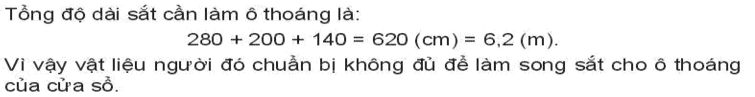 Tổng độ dài sắt cần làm ô thoáng là:
280 + 200 + 140 = 620 (cm) = 6,2 (m).
Vì vậy vật liệu người đó chuẩn bị không đủ để làm song sắt cho ô thoáng
của cửa sổ.